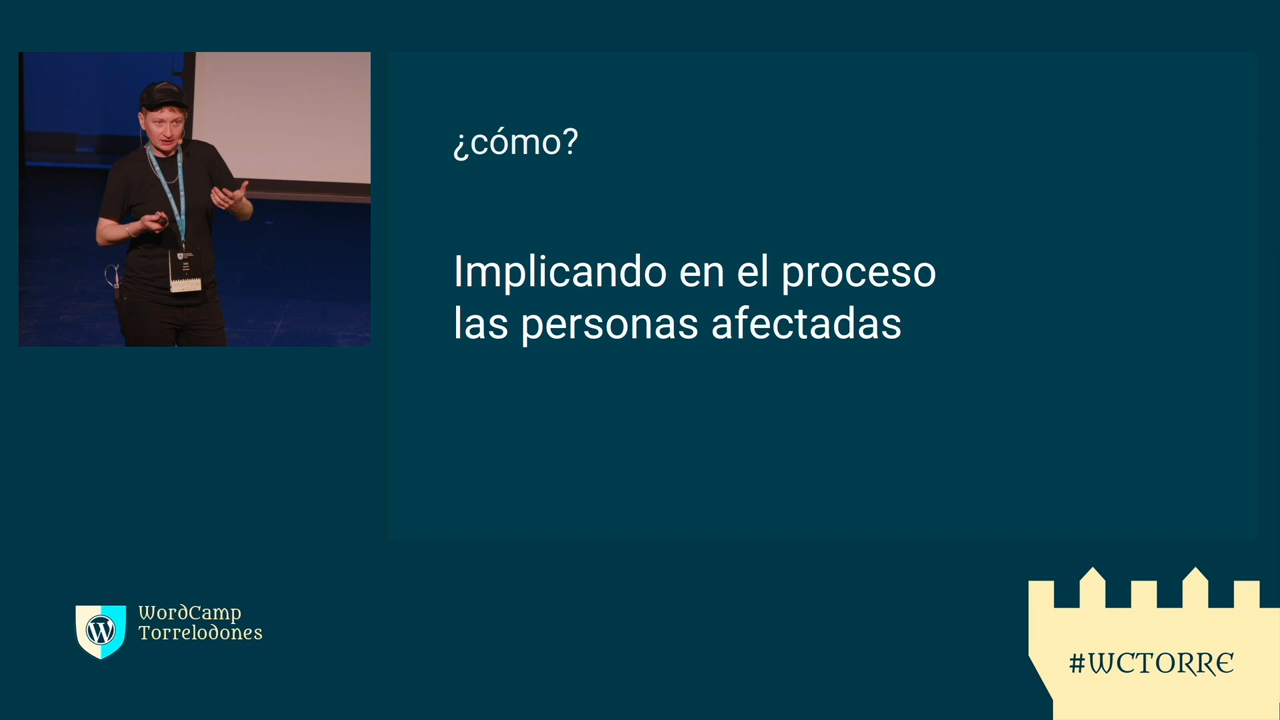 ¿cómo?
Implicando en el proceso
las personas afectadas
WordCamp
Torrelodones
#WCTORRE